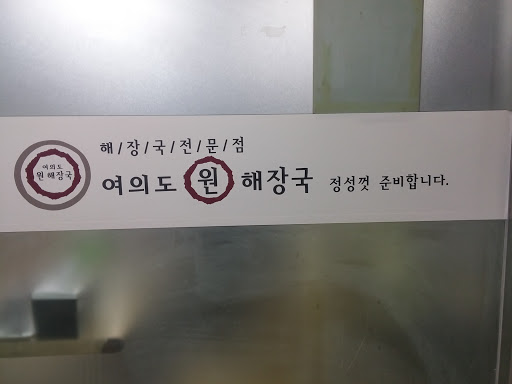 여의도
원해장국
해/장/국/전/문/점
여의도 원 해장국 정성껏 준비합니다.